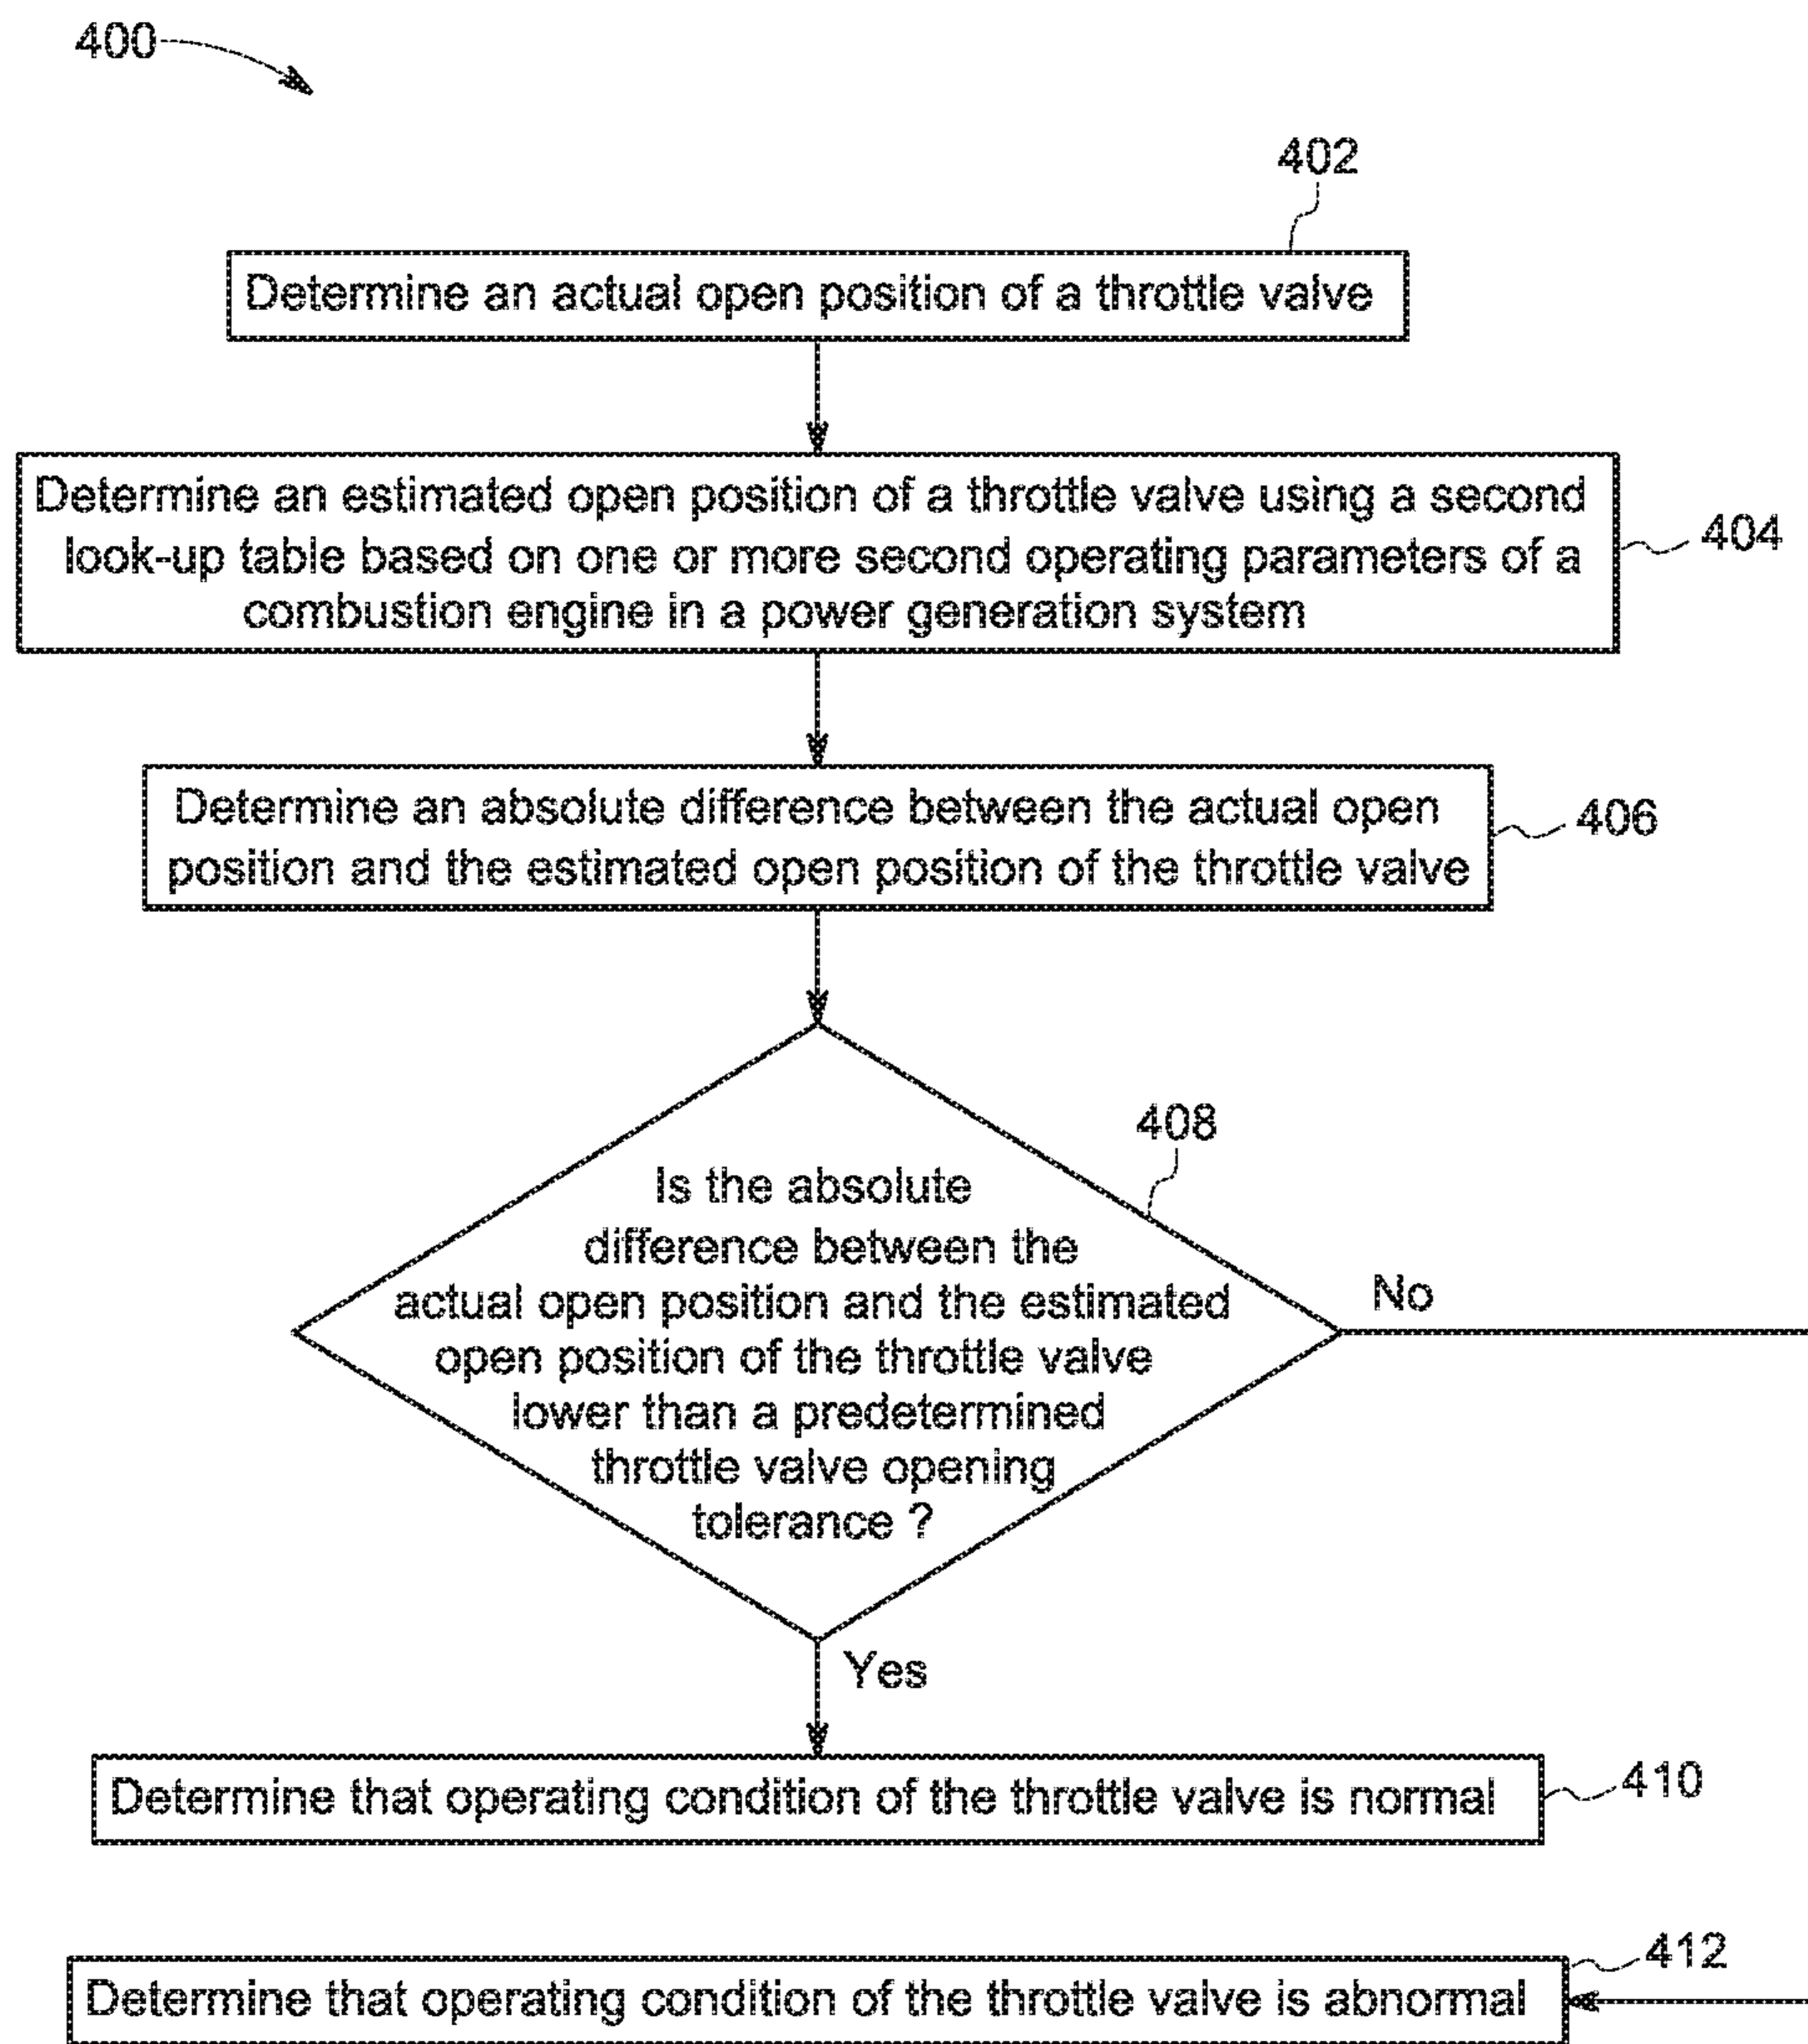 400
402
Determine an actual open position of a throttle valve
Determine an estimated open position of a throttle valve using a second
look-up table based on one or more second operating parameters of a
combustion engine in a power generation system
404
Determine an absolute difference between the actual open
position and the estimated open position of the throttle valve
406
408
Is the absolute
difference between the
actual open position and the estimated
open position of the throttle valve
lower than a predetermined
throttle valve opening
tolerance ?
No
Yes
Determine that operating condition of the throttle valve is normal
410
412
Determine that operating condition of the throttle valve is abnormal